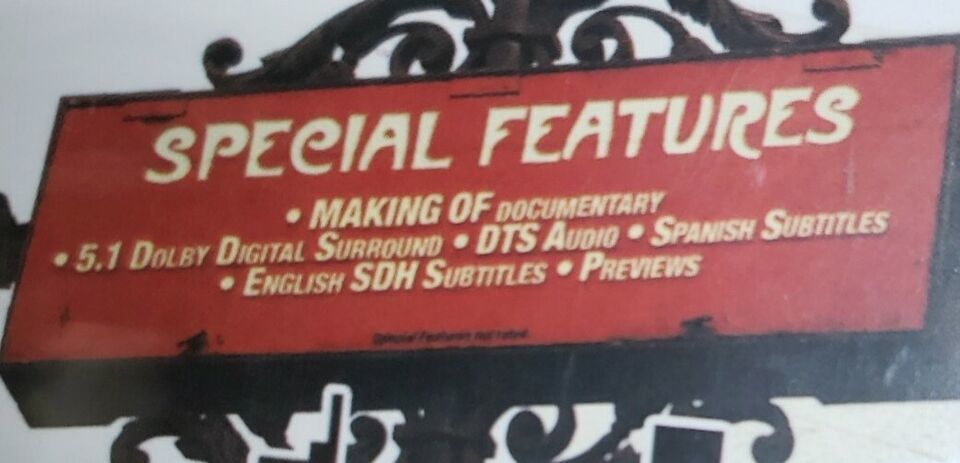 SPECIAL FEATURES
• MAKING OF DOCUMENTARY
• 5.1 DOLBY DIGITAL SURROUND • DTS AUDIO • SPANISH SUBTITLES
• ENGLISH SDH SUBTITLES • PREVIEWS
Optional Features not rated